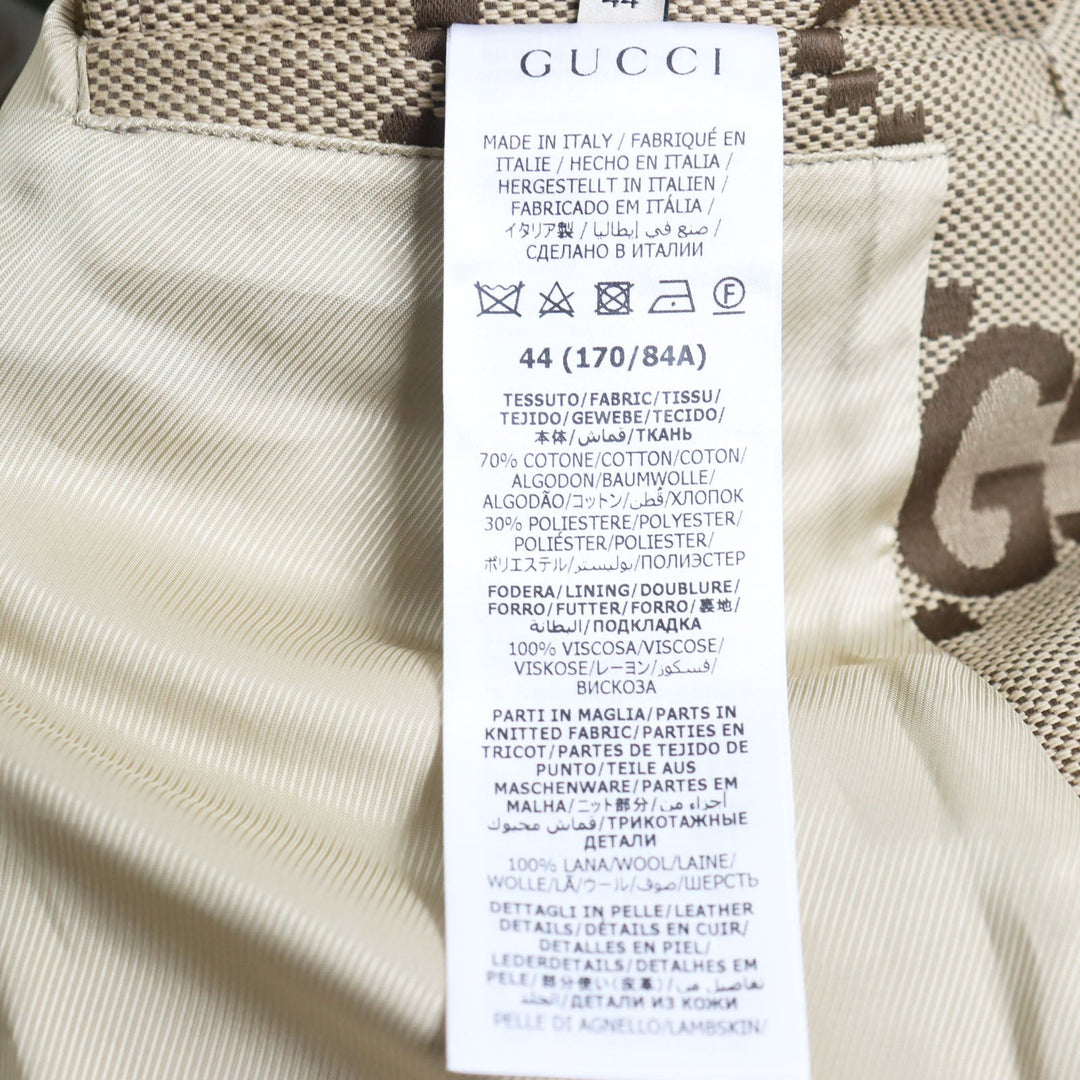 44
GUCCI
MADE IN ITALY / FABRIQUÉ EN
ITALIE / HECHO EN ITALIA /
HERGESTELLT IN ITALIEN /
FABRICADO EM ITÁLIA /
イタリア製 / صنع في إيطاليا /
СДЕЛАНО В ИТАЛИИ
F
44 (170/84A)
TESSUTO/FABRIC/TISSU/
TEJIDO/GEWEBE/TECIDO/
本体/قماش/ТКАНЬ
70% COTONE/COTTON/COTON/
ALGODON/BAUMWOLLE/
ALGODÃO/コットン/قطن/ХЛОПОК
30% POLIESTERE/POLYESTER/
POLIÉSTER/POLIESTER/
ポリエステル/بوليستر/ПОЛИЭСТЕР
FODERA/LINING/DOUBLURE/
FORRO/FUTTER/FORRO/裏地/
البطانة/ПОДКЛАДКА
100% VISCOSA/VISCOSE/
VISKOSE/レーヨン/فسكوز/
ВИСКОЗА
PARTI IN MAGLIA/PARTS IN
KNITTED FABRIC/PARTIES EN
TRICOT/PARTES DE TEJIDO DE
PUNTO/TEILE AUS
MASCHENWARE/PARTES EM
MALHA/ニット部分/أجزاء من
قماش محبوك/ТРИКОТАЖНЫЕ
ДЕТАЛИ
100% LANA/WOOL/LAINE/
WOLLE/LÃ/ウール/صوف/ШЕРСТЬ
DETTAGLI IN PELLE/LEATHER
DETAILS/DÉTAILS EN CUIR/
DETALLES EN PIEL/
LEDERDETAILS/DETALHES EM
PELE/部分使い(皮革)/تفاصيل من
الجلد/ДЕТАЛИ ИЗ КОЖИ
PELLE DI AGNELLO/LAMBSKIN/
G